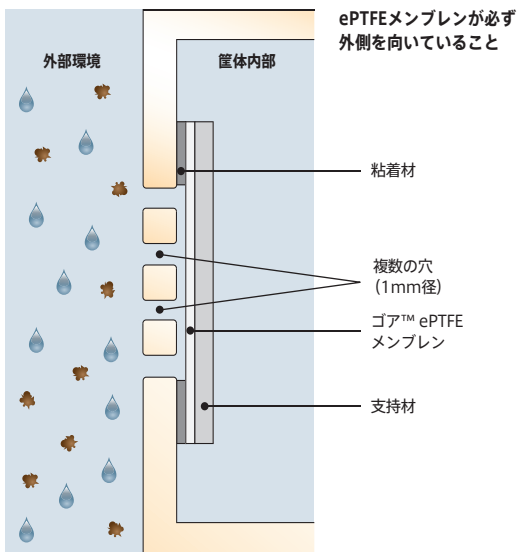 ePTFEメンブレンが必ず
外側を向いていること
外部環境
筐体内部
粘着材
複数の穴
(1mm径)
ゴア™ ePTFE
メンブレン
支持材